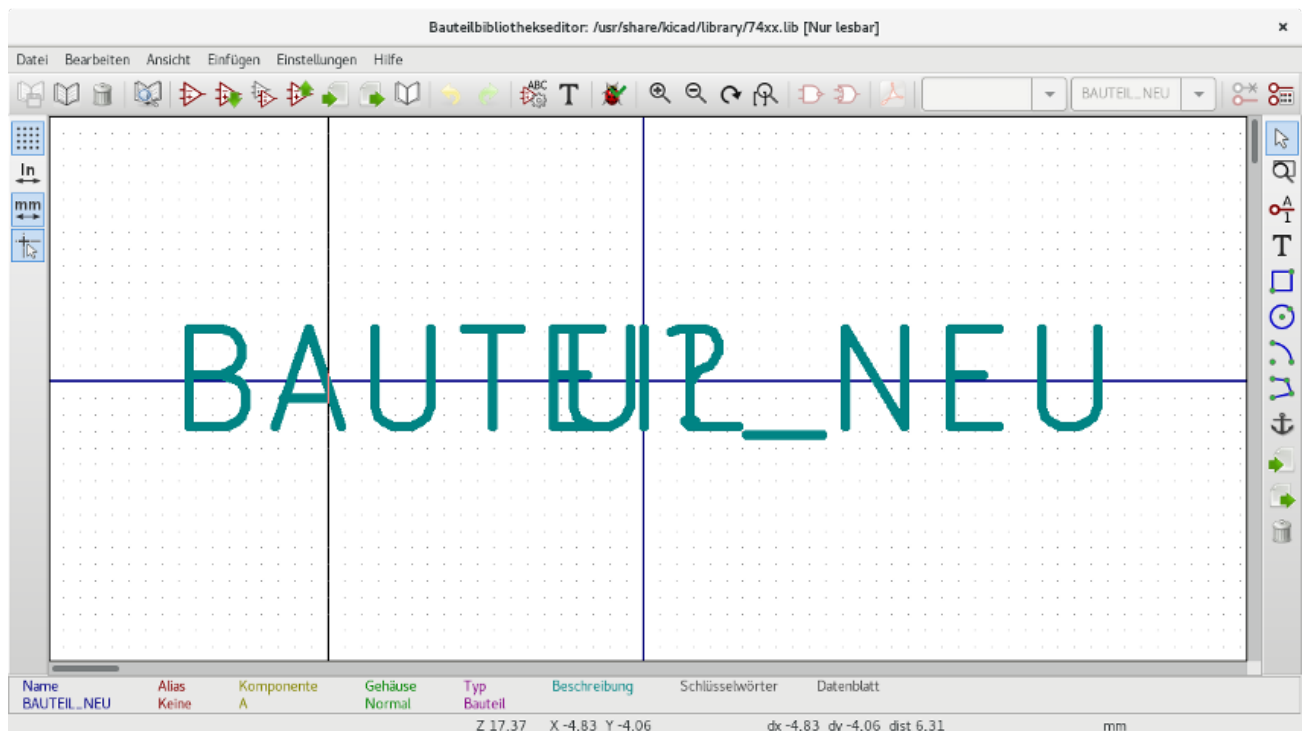 Bauteilbibliothekseditor: /usr/share/kicad/library/74xx.lib [Nur lesbar]
Datei Bearbeiten Ansicht Einfügen Einstellungen Hilfe
ABC T BAUTEIL_NEU
In
mm
A
1
T
BAUTEIL_NEU
U?
Name Alias Komponente Gehäuse Typ Beschreibung Schlüsselwörter Datenblatt
BAUTEIL_NEU Keine A Normal Bauteil
Z 17,37 X -4,83 Y -4,06 dx -4,83 dy -4,06 dist 6,31 mm